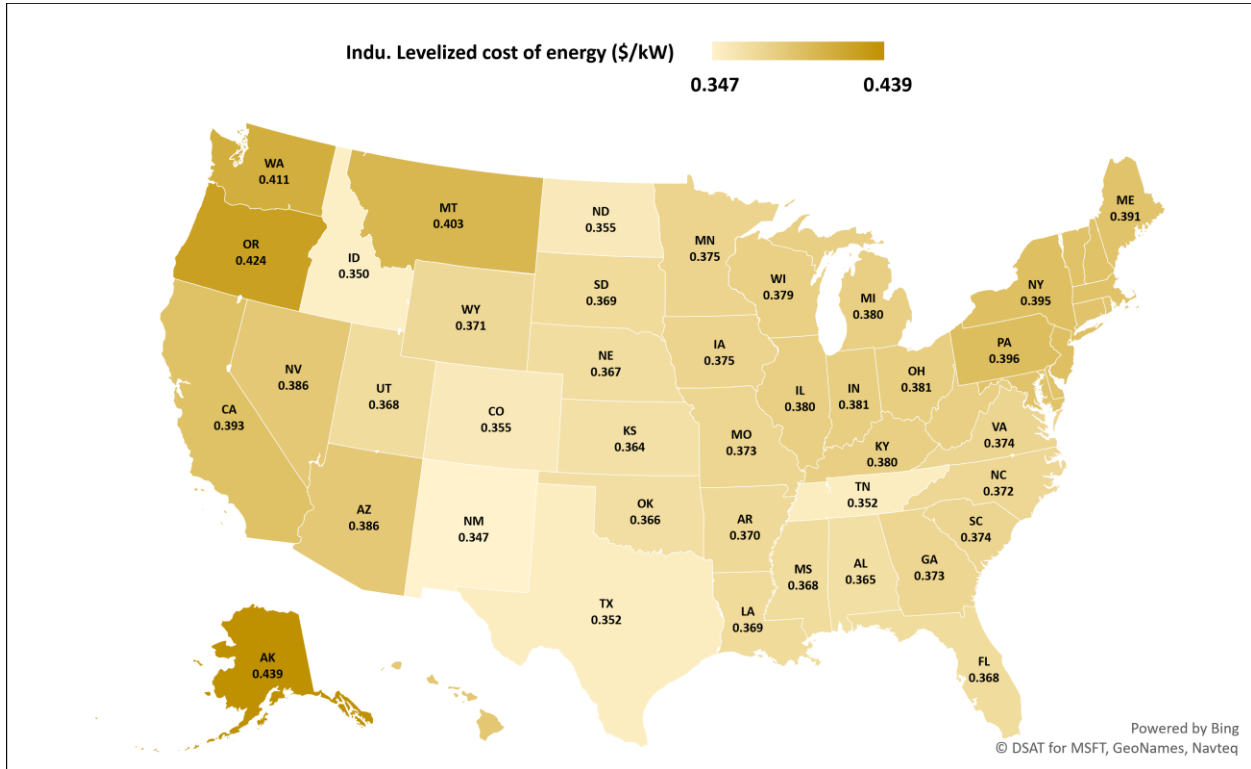 Indu. Levelized cost of energy ($/kW)
0.347
0.439
WA
0.411
OR
0.424
CA
0.393
NV
0.386
ID
0.350
MT
0.403
WY
0.371
UT
0.368
AZ
0.386
CO
0.355
NM
0.347
ND
0.355
SD
0.369
NE
0.367
KS
0.364
OK
0.366
TX
0.352
MN
0.375
IA
0.375
MO
0.373
AR
0.370
LA
0.369
WI
0.379
IL
0.380
MI
0.380
IN
0.381
OH
0.381
KY
0.380
TN
0.352
MS
0.368
AL
0.365
GA
0.373
FL
0.368
SC
0.374
NC
0.372
VA
0.374
PA
0.396
NY
0.395
ME
0.391
AK
0.439
Powered by Bing
© DSAT for MSFT, GeoNames, Navteq